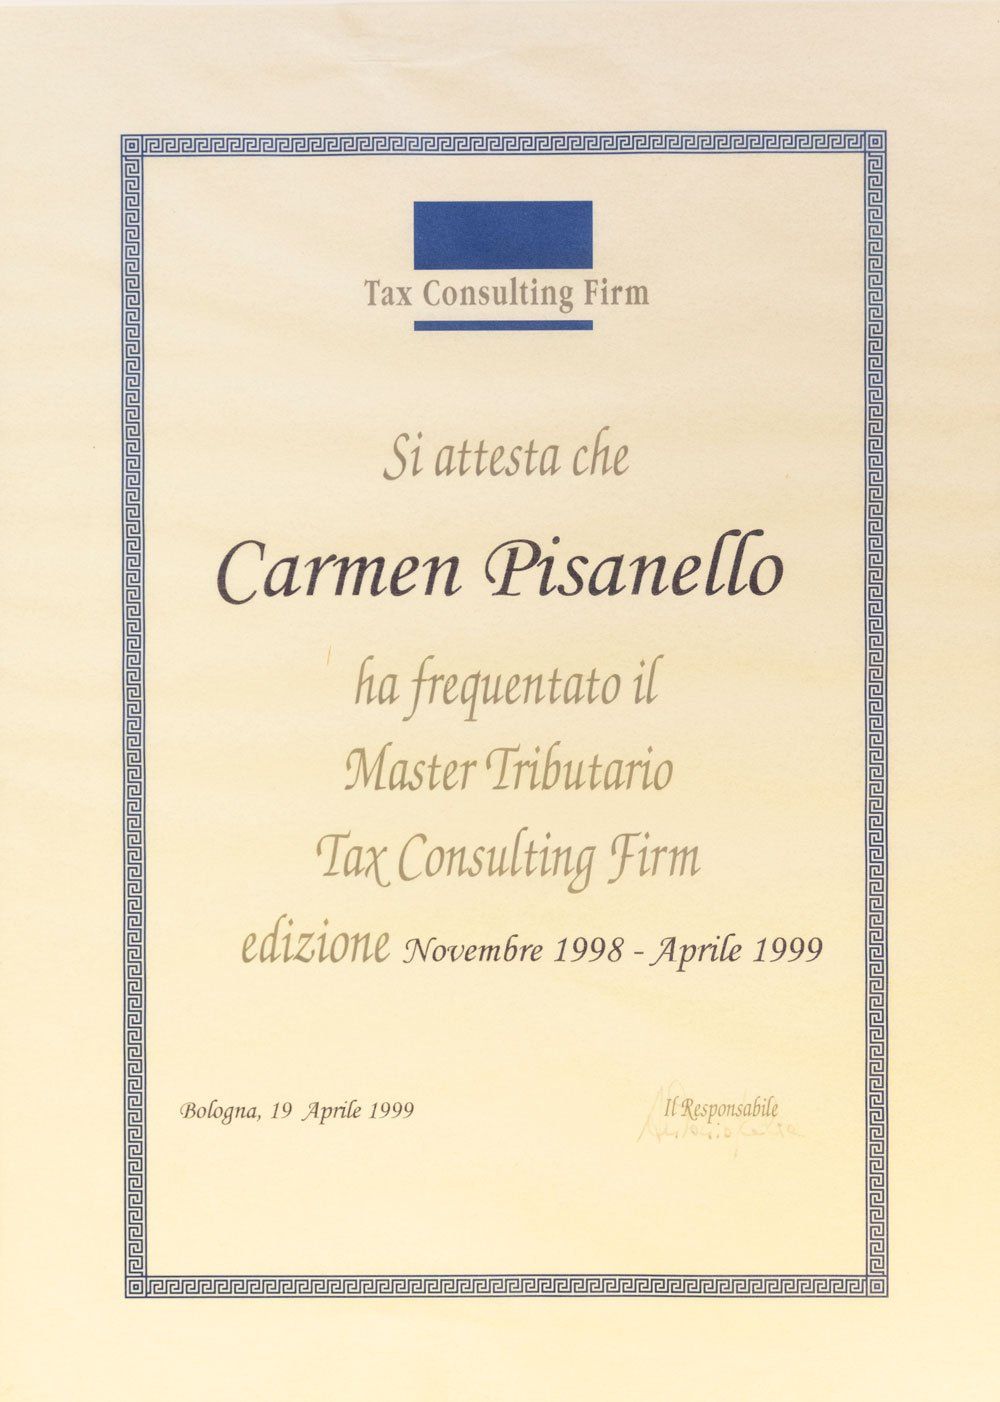 Tax Consulting Firm
Si attesta che
Carmen Pisanello
ha frequentato il
Master Tributario
Tax Consulting Firm
edizione Novembre 1998 - Aprile 1999
Bologna, 19 Aprile 1999
Il Responsabile